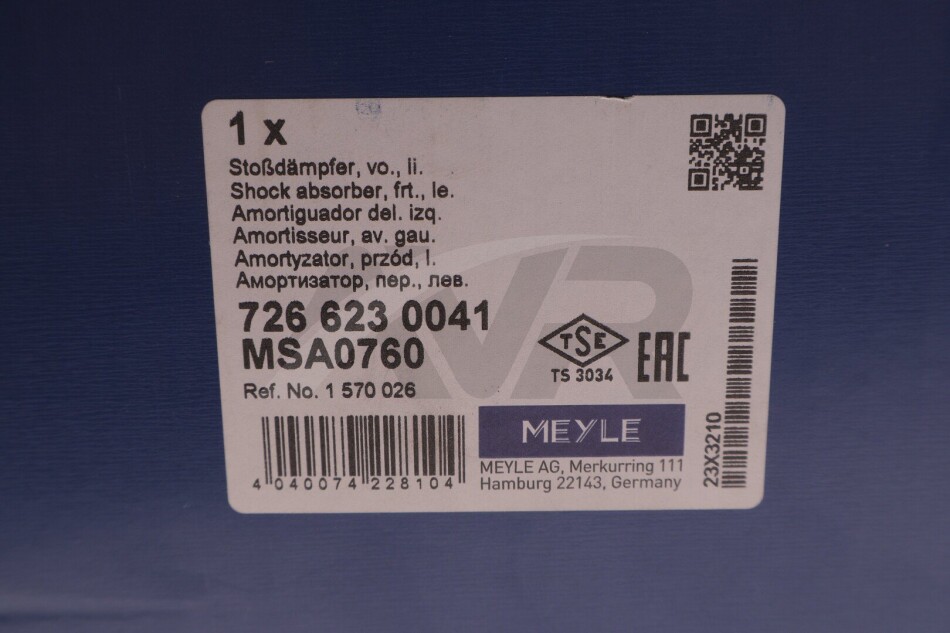 1 x
Stoßdämpfer, vo., li.
Shock absorber, frt., le.
Amortiguador del. izq.
Amortisseur, av. gau.
Amortyzator, przód, l.
Амортизатор, пер., лев.
726 623 0041
MSA0760
Ref. No. 1 570 026
TSE
TS 3034
EAC
4 040074 228104
MEYLE
MEYLE AG, Merkurring 111
Hamburg 22143, Germany
23X3210
VR